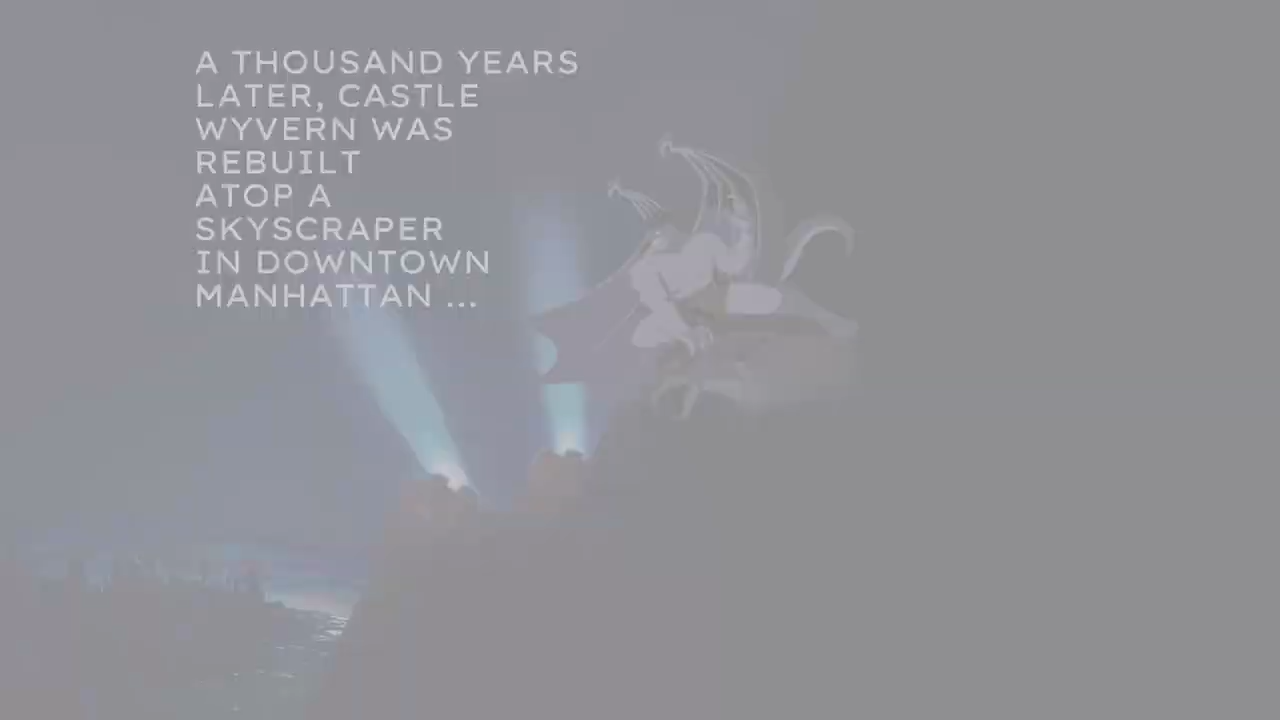 A THOUSAND YEARS
LATER, CASTLE
WYVERN WAS
REBUILT
ATOP A
SKYSCRAPER
IN DOWNTOWN
MANHATTAN ...